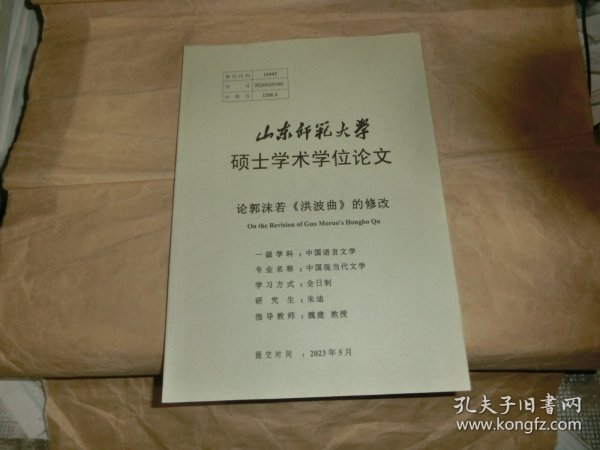 单位代码 10445
学 号 2020020360
分 类 号 I206.6
山东师范大学
硕士学术学位论文
论郭沫若《洪波曲》的修改
On the Revision of Guo Moruo's Hongbo Qu
一级学科：中国语言文学
专业名称：中国现当代文学
学习方式：全日制
研 究 生：朱迪
指导教师：魏建 教授
提交时间 ：2023年5月
孔夫子旧书网
www.kongfz.com